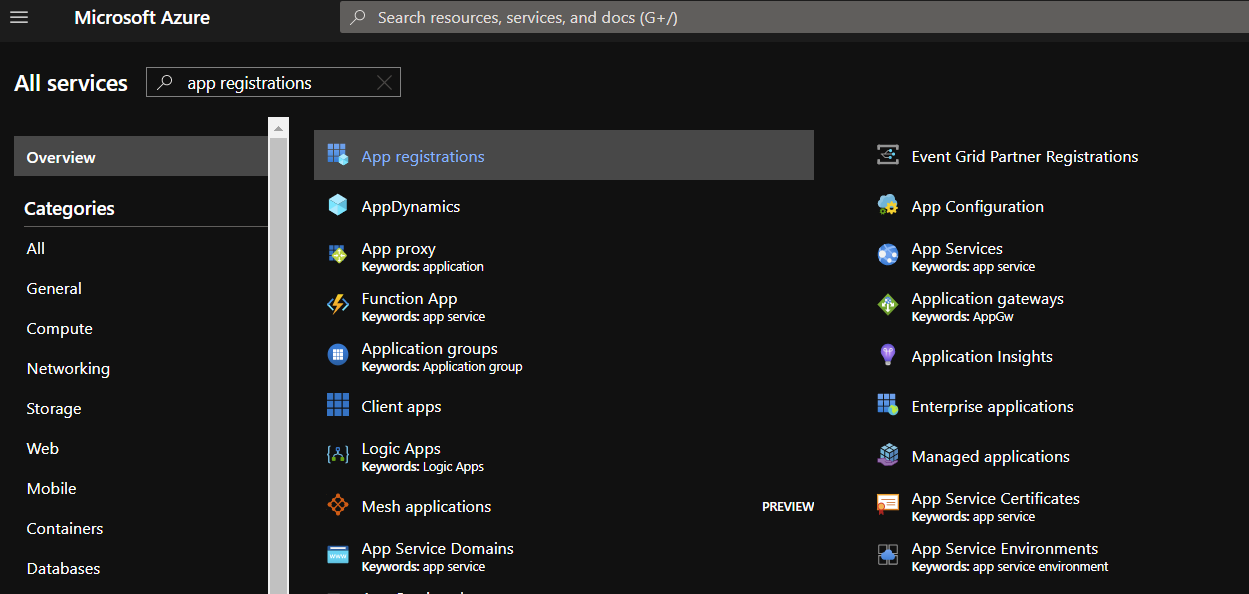 Microsoft Azure
Search resources, services, and docs (G+/)
All services
app registrations
Overview
Categories
All
General
Compute
Networking
Storage
Web
Mobile
Containers
Databases
App registrations
AppDynamics
App proxy
Keywords: application
Function App
Keywords: app service
Application groups
Keywords: Application group
Client apps
Logic Apps
Keywords: Logic Apps
Mesh applications
PREVIEW
App Service Domains
Keywords: app service
Event Grid Partner Registrations
App Configuration
App Services
Keywords: app service
Application gateways
Keywords: AppGw
Application Insights
Enterprise applications
Managed applications
App Service Certificates
Keywords: app service
App Service Environments
Keywords: app service environment